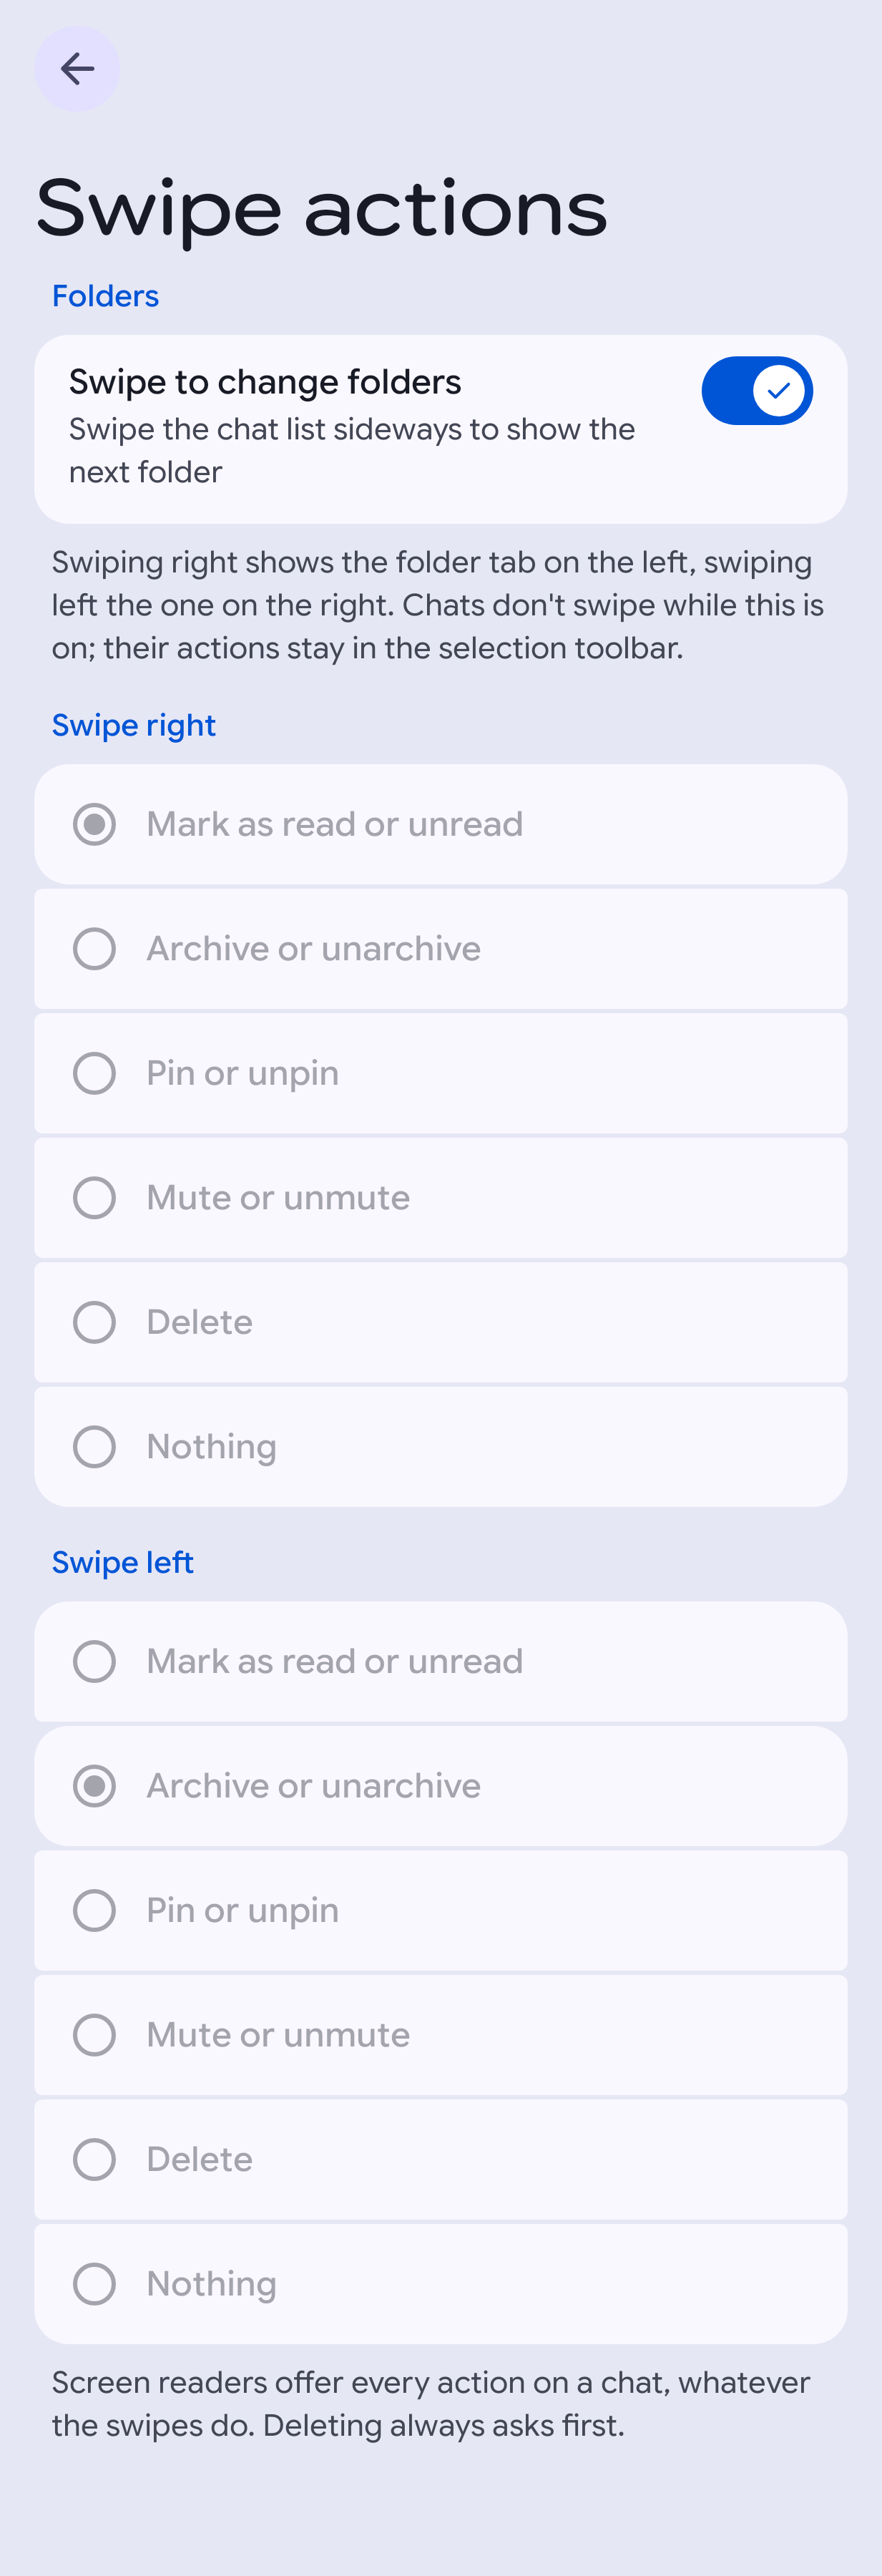 Swipe actions
Folders
Swipe to change folders
Swipe the chat list sideways to show the
next folder
Swiping right shows the folder tab on the left, swiping
left the one on the right. Chats don't swipe while this is
on; their actions stay in the selection toolbar.
Swipe right
Mark as read or unread
Archive or unarchive
Pin or unpin
Mute or unmute
Delete
Nothing
Swipe left
Mark as read or unread
Archive or unarchive
Pin or unpin
Mute or unmute
Delete
Nothing
Screen readers offer every action on a chat, whatever
the swipes do. Deleting always asks first.